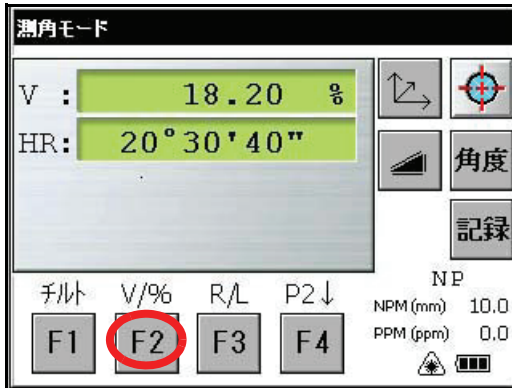 測角モード
V : 18.20 %
HR: 20°30'40"
角度
記録
チルト V/% R/L P2↓
F1 F2 F3 F4
NP
NPM (mm) 10.0
PPM (ppm) 0.0